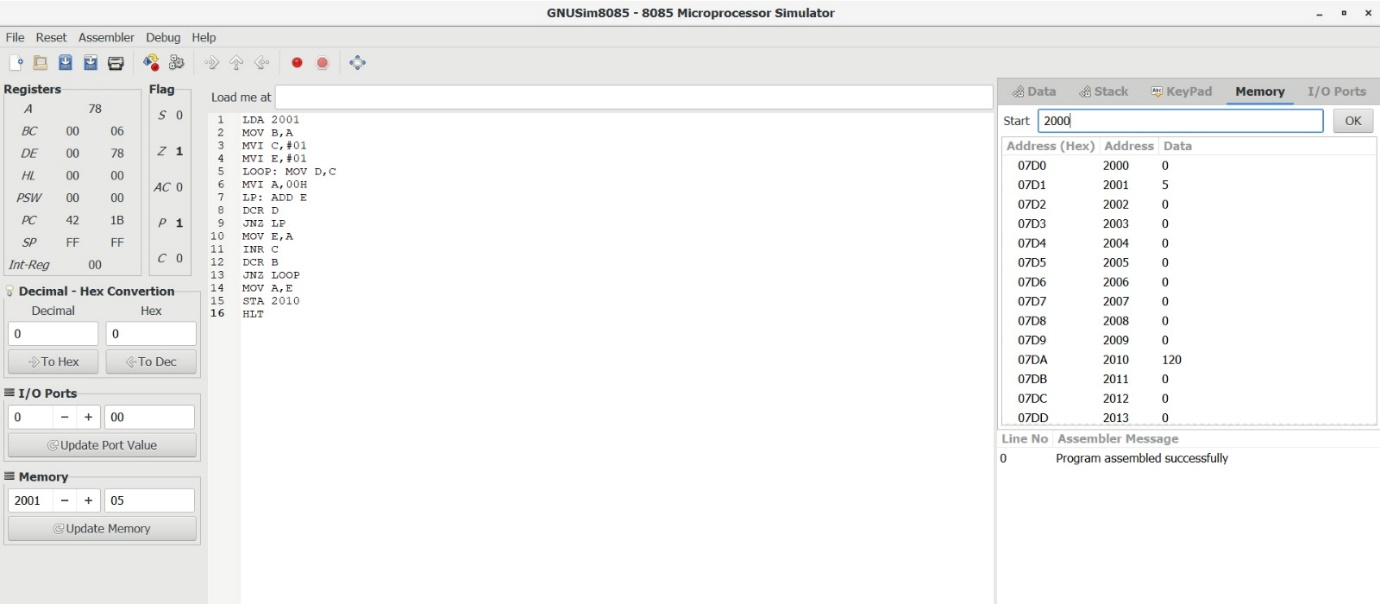 GNUSim8085 - 8085 Microprocessor Simulator
File Reset Assembler Debug Help
Registers
A 78
BC 00 06
DE 00 78
HL 00 00
PSW 00 00
PC 42 1B
SP FF FF
Int-Reg 00
Flag
S 0
Z 1
AC 0
P 1
C 0
Decimal - Hex Convertion
Decimal Hex
0 0
To Hex To Dec
I/O Ports
0 - + 00
Update Port Value
Memory
2001 - + 05
Update Memory
Load me at
1 LDA 2001
2 MOV B,A
3 MVI C,#01
4 MVI E,#01
5 LOOP: MOV D,C
6 MVI A,00H
7 LP: ADD E
8 DCR D
9 JNZ LP
10 MOV E,A
11 INR C
12 DCR B
13 JNZ LOOP
14 MOV A,E
15 STA 2010
16 HLT
Data Stack KeyPad Memory I/O Ports
Start 2000 OK
Address (Hex) Address Data
07D0 2000 0
07D1 2001 5
07D2 2002 0
07D3 2003 0
07D4 2004 0
07D5 2005 0
07D6 2006 0
07D7 2007 0
07D8 2008 0
07D9 2009 0
07DA 2010 120
07DB 2011 0
07DC 2012 0
07DD 2013 0
Line No Assembler Message
0 Program assembled successfully